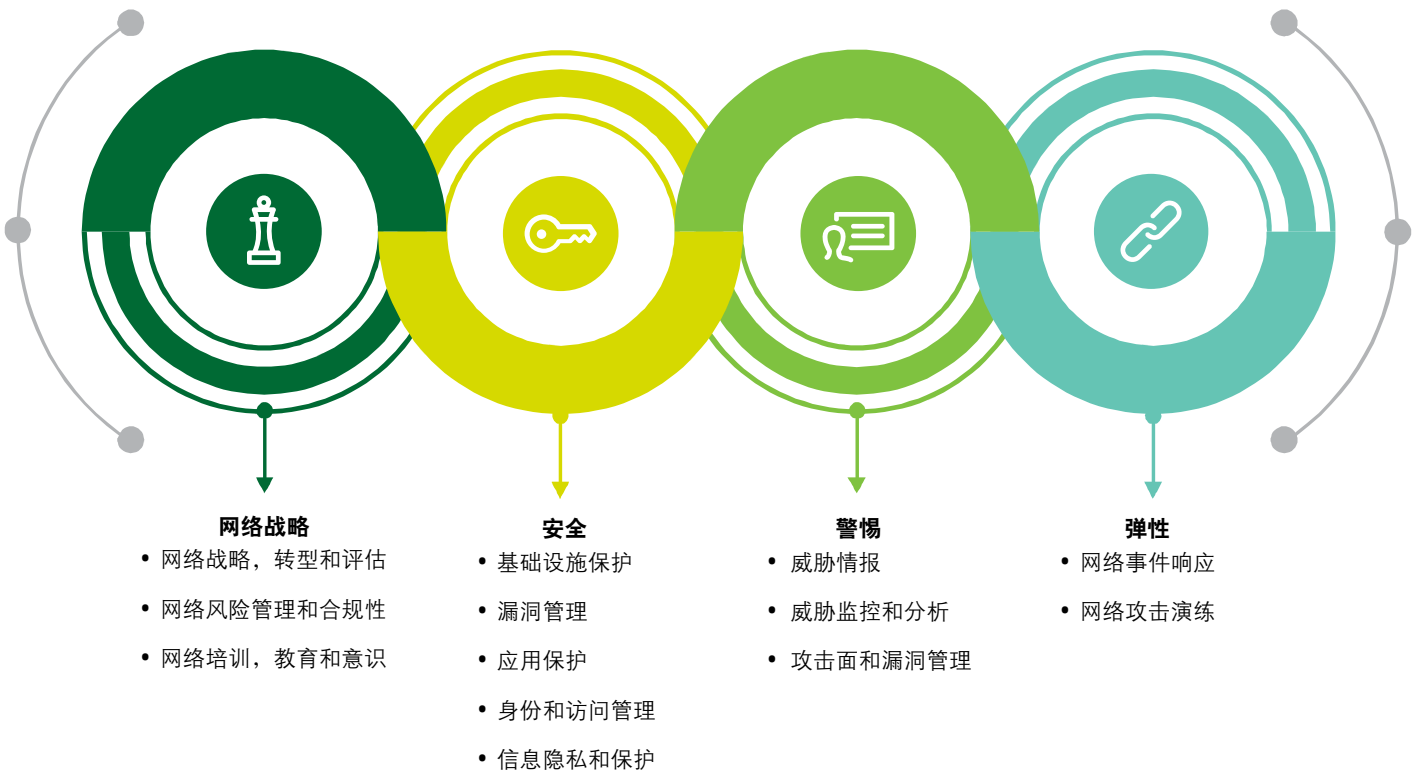 网络战略
• 网络战略，转型和评估
• 网络风险管理和合规性
• 网络培训，教育和意识
安全
• 基础设施保护
• 漏洞管理
• 应用保护
• 身份和访问管理
• 信息隐私和保护
警惕
• 威胁情报
• 威胁监控和分析
• 攻击面和漏洞管理
弹性
• 网络事件响应
• 网络攻击演练